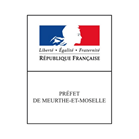 Liberté • Égalité • Fraternité
RÉPUBLIQUE FRANÇAISE
PRÉFET
DE MEURTHE-ET-MOSELLE